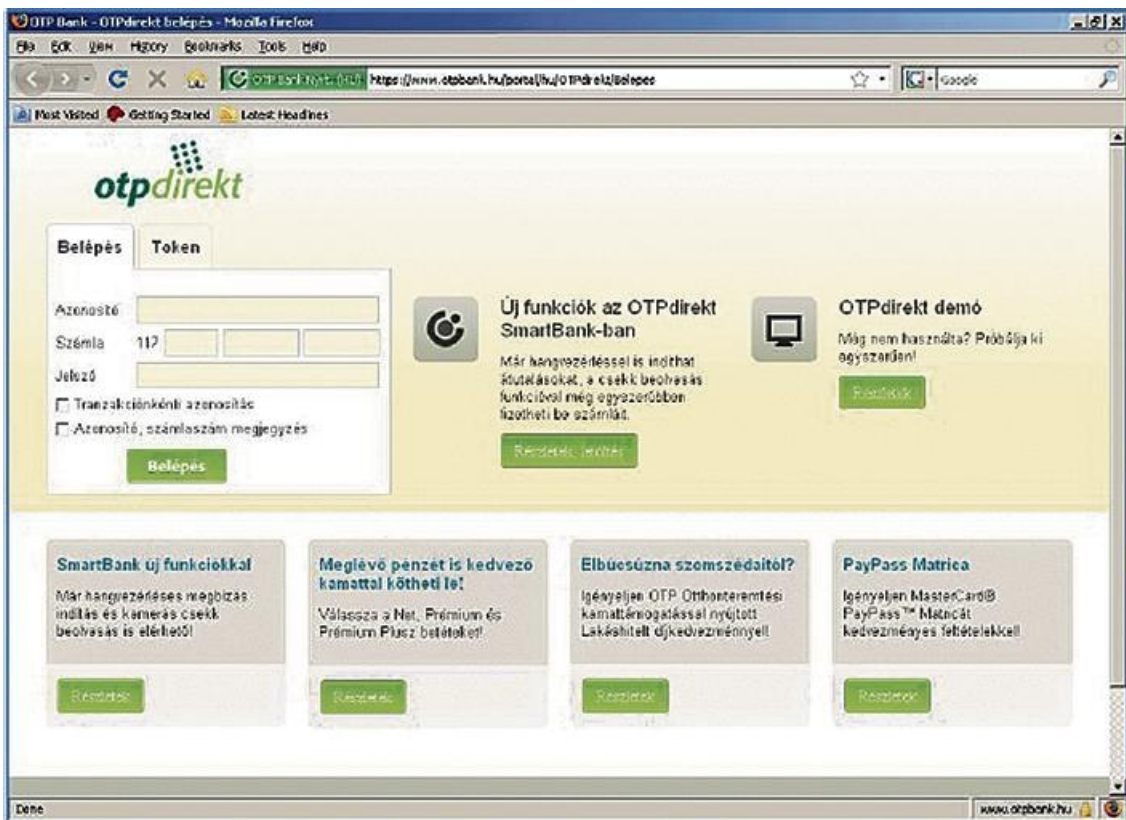 OTP Bank - OTPdirekt belépés - Mozilla Firefox
File Edit View History Bookmarks Tools Help
OTP Bank Nyrt. (HU) https://www.otpbank.hu/portal/hu/OTPdirekt/Belepes
Google
Most Visited Getting Started Latest Headlines
otpdirekt
Belépés Token
Azonosító
Számla 117
Jelszó
Tranzakciónkénti azonosítás
Azonosító, számlaszám megjegyzés
Belépés
Új funkciók az OTPdirekt
SmartBank-ban
Már hangvezérléssel is indíthat
átutalásokat, a csekk beolvasás
funkcióval még egyszerűbben
fizetheti be számláit.
Részletek, letöltés
OTPdirekt demó
Még nem használta? Próbálja ki
egyszerűen!
Részletek
SmartBank új funkciókkal
Már hangvezérléses megbízás
indítás és kamerás csekk
beolvasás is elérhető!
Részletek
Meglévő pénzét is kedvező
kamattal kötheti le!
Válassza a Net, Prémium és
Prémium Plusz betéteket!
Részletek
Elbúcsúzna szomszédaitól?
Igényeljen OTP Otthonteremtési
kamattámogatással nyújtott
Lakáshitelt díjkedvezménnyel!
Részletek
PayPass Matrica
Igényeljen MasterCard®
PayPass™ Matricát
kedvezményes feltételekkel!
Részletek
Done
www.otpbank.hu